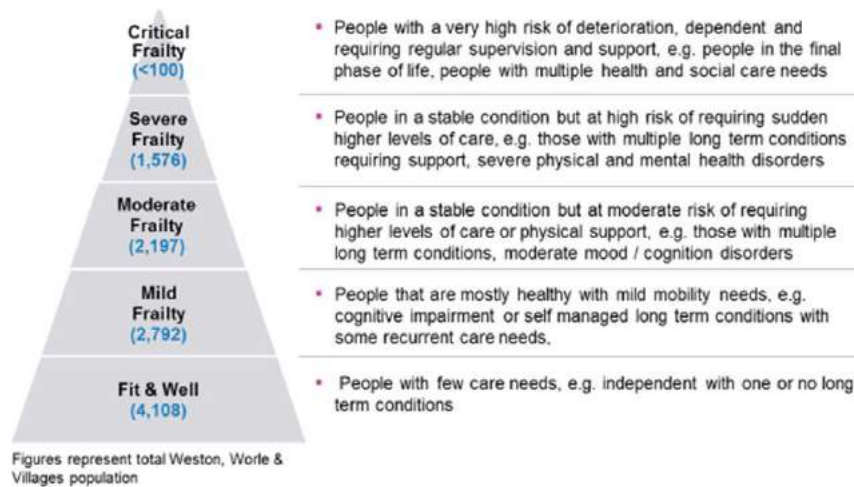 Critical
Frailty
(<100)
▪ People with a very high risk of deterioration, dependent and
requiring regular supervision and support, e.g. people in the final
phase of life, people with multiple health and social care needs
Severe
Frailty
(1,576)
▪ People in a stable condition but at high risk of requiring sudden
higher levels of care, e.g. those with multiple long term conditions
requiring support, severe physical and mental health disorders
Moderate
Frailty
(2,197)
▪ People in a stable condition but at moderate risk of requiring
higher levels of care or physical support, e.g. those with multiple
long term conditions, moderate mood / cognition disorders
Mild
Frailty
(2,792)
▪ People that are mostly healthy with mild mobility needs, e.g.
cognitive impairment or self managed long term conditions with
some recurrent care needs.
Fit & Well
(4,108)
▪ People with few care needs, e.g. independent with one or no long
term conditions
Figures represent total Weston, Worle &
Villages population